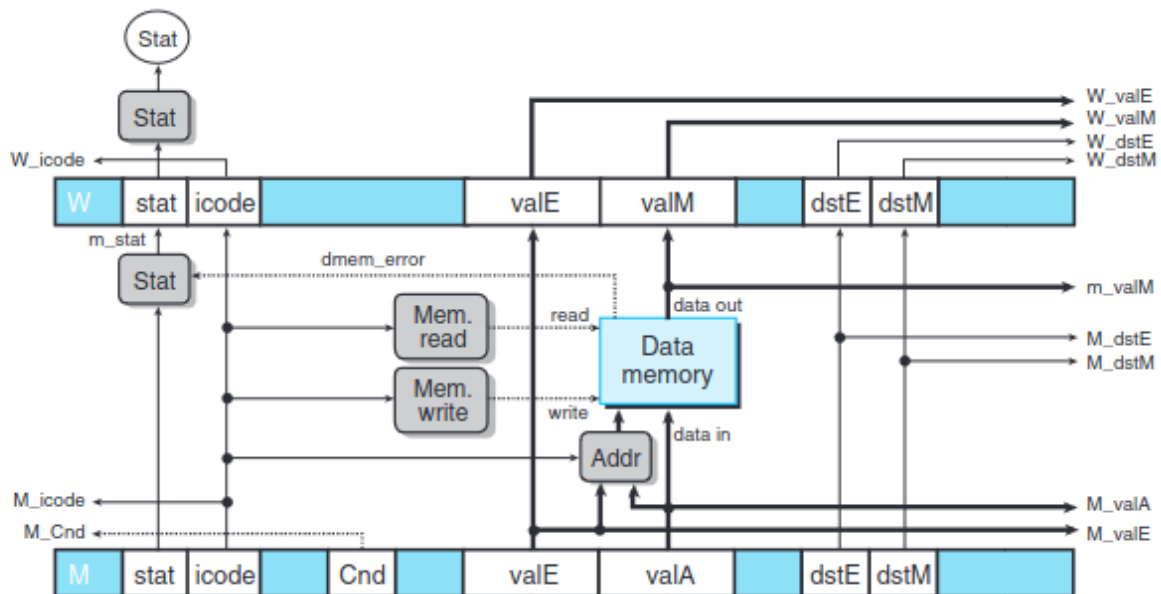 Stat
Stat
W_valE
W_valM
W_dstE
W_icode
W_dstM
W stat icode valE valM dstE dstM
m_stat
dmem_error
Stat
m_valM
data out
Mem.
read
read
Data
memory
M_dstE
M_dstM
Mem.
write
write
data in
Addr
M_icode
M_valA
M_Cnd
M_valE
M stat icode Cnd valE valA dstE dstM